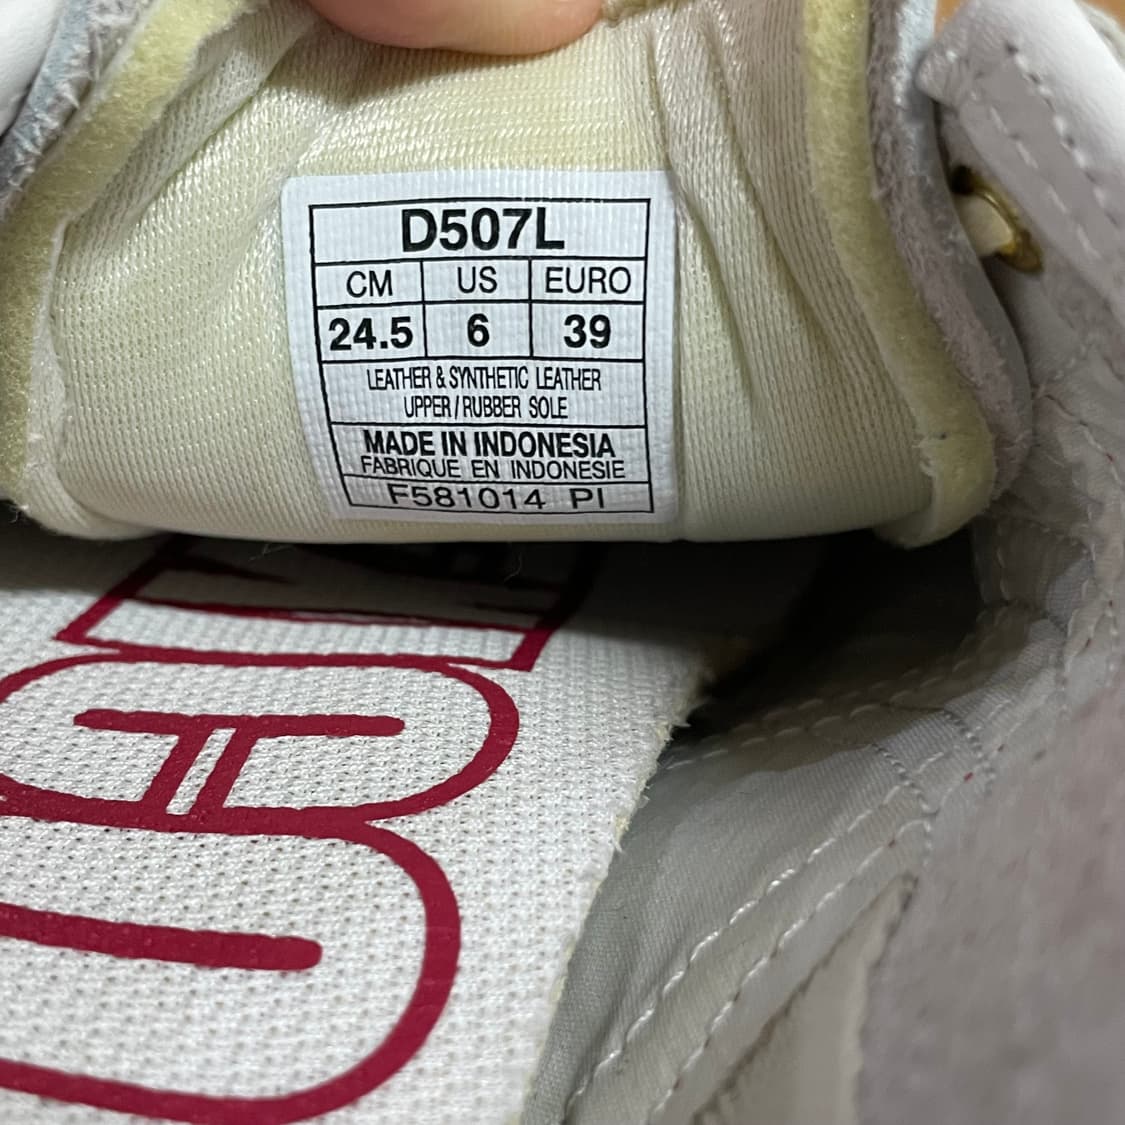 D507L
CM US EURO
24.5 6 39
LEATHER & SYNTHETIC LEATHER
UPPER / RUBBER SOLE
MADE IN INDONESIA
FABRIQUE EN INDONESIE
F581014 PI